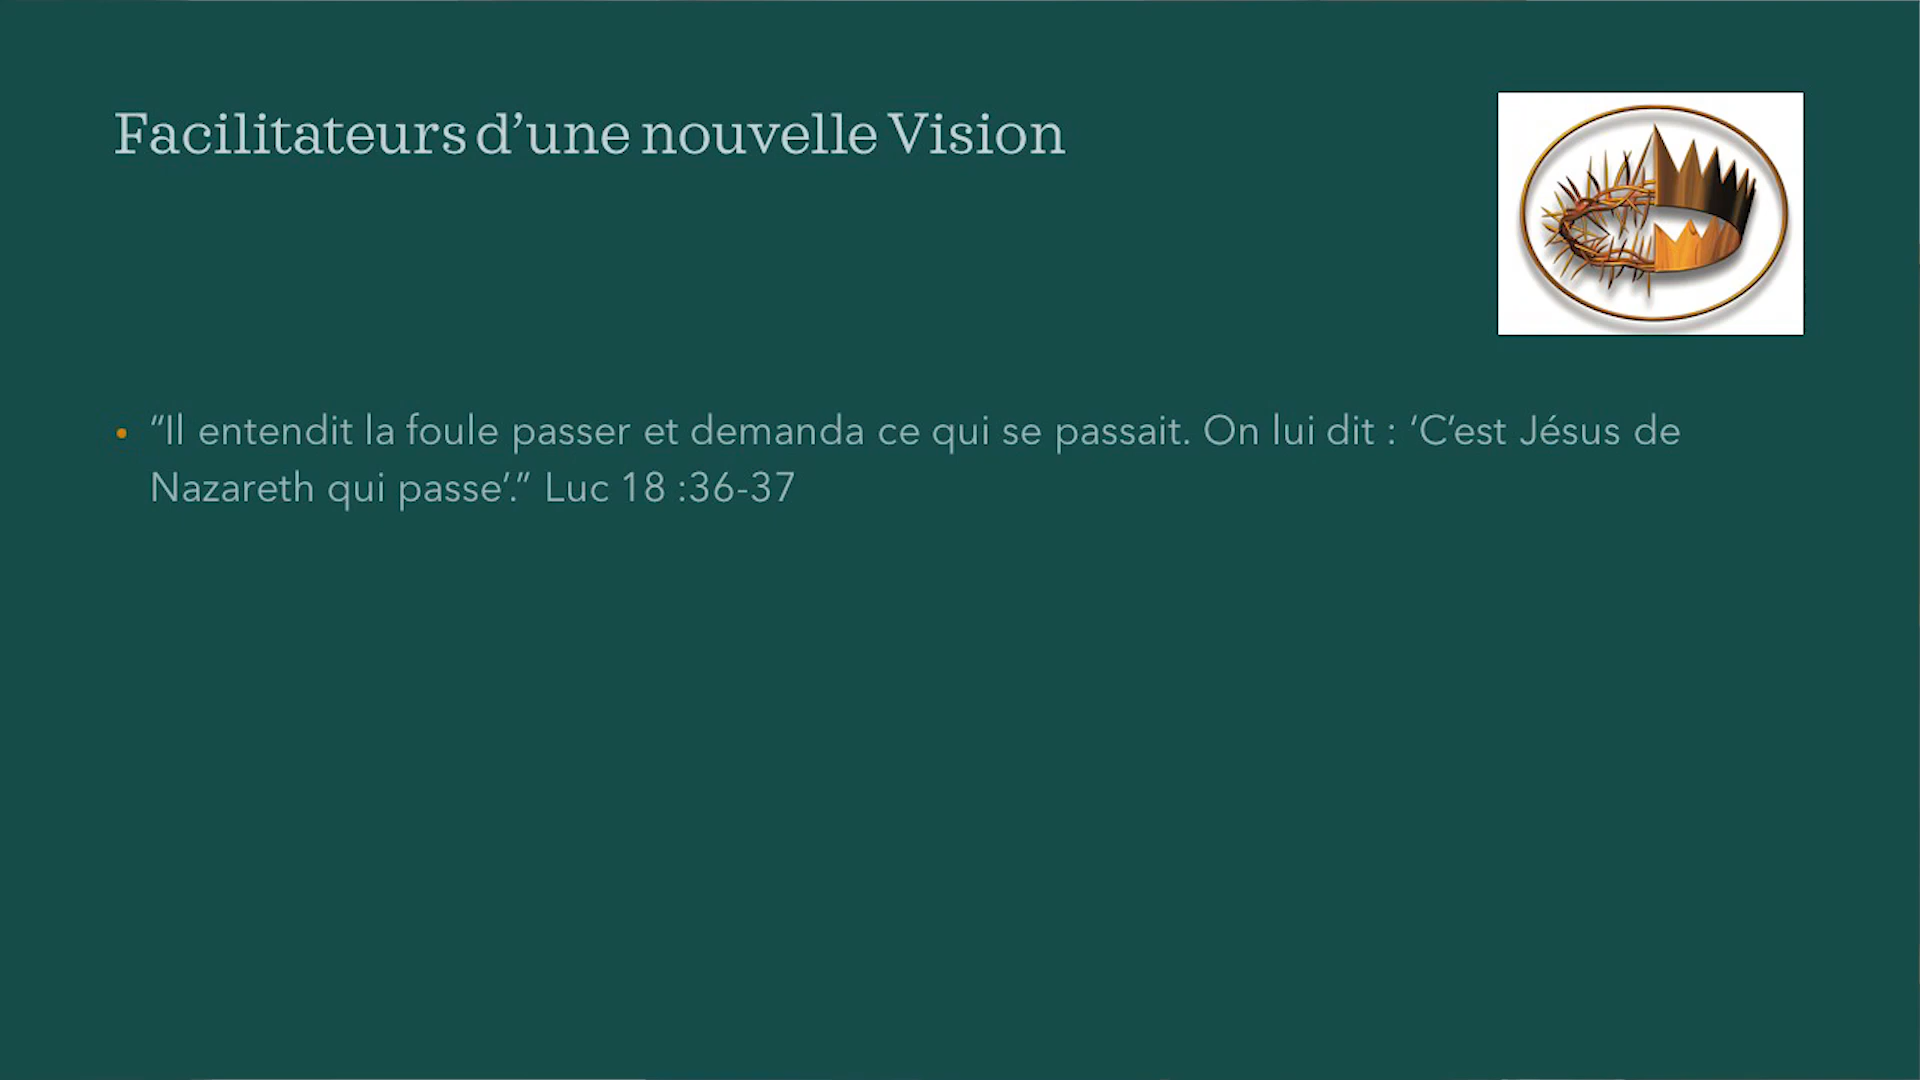 Facilitateurs d’une nouvelle Vision
• “Il entendit la foule passer et demanda ce qui se passait. On lui dit : ‘C’est Jésus de
Nazareth qui passe’.” Luc 18 :36-37